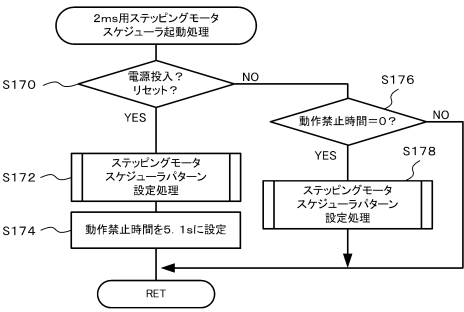 2ms用ステッピングモータ
スケジューラ起動処理
S170
電源投入?
リセット?
NO
YES
S176
動作禁止時間=0?
NO
YES
S172
ステッピングモータ
スケジューラパターン
設定処理
S178
ステッピングモータ
スケジューラパターン
設定処理
S174
動作禁止時間を5.1sに設定
RET